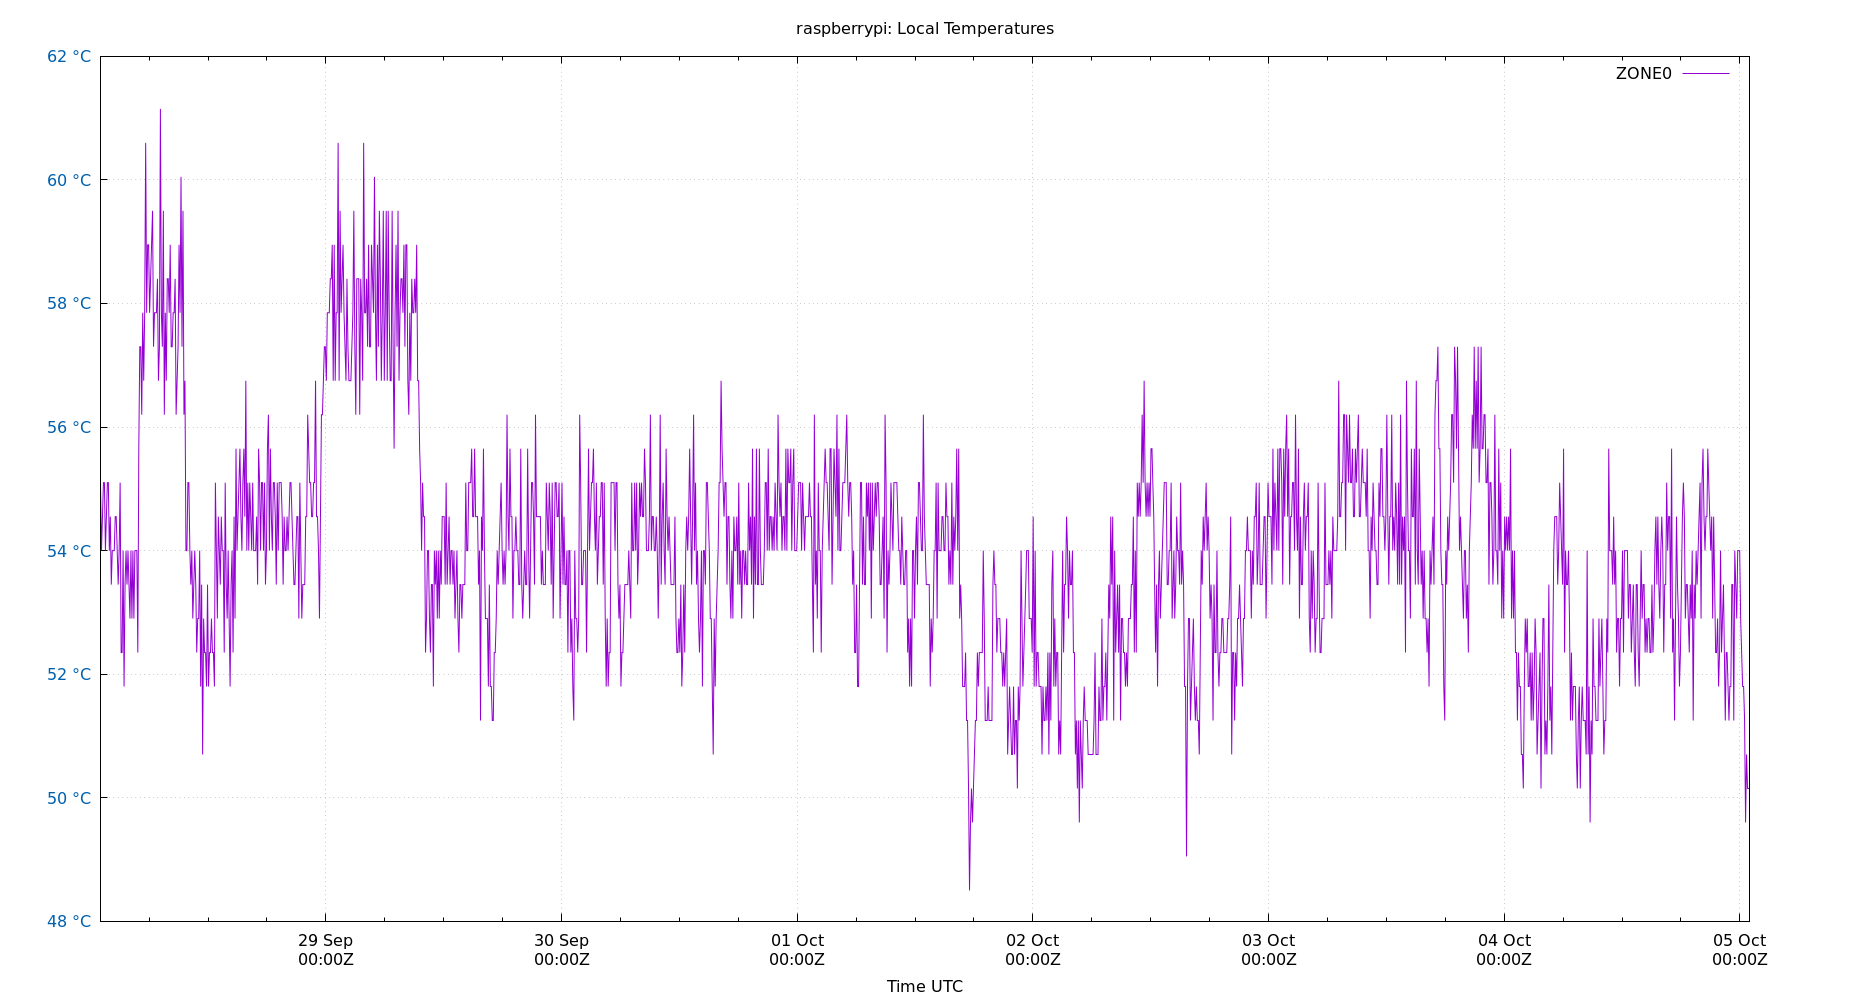 raspberrypi: Local Temperatures
62 °C
ZONE0
60 °C
58 °C
56 °C
54 °C
52 °C
50 °C
48 °C
29 Sep
00:00Z
30 Sep
00:00Z
01 Oct
00:00Z
02 Oct
00:00Z
03 Oct
00:00Z
04 Oct
00:00Z
05 Oct
00:00Z
Time UTC